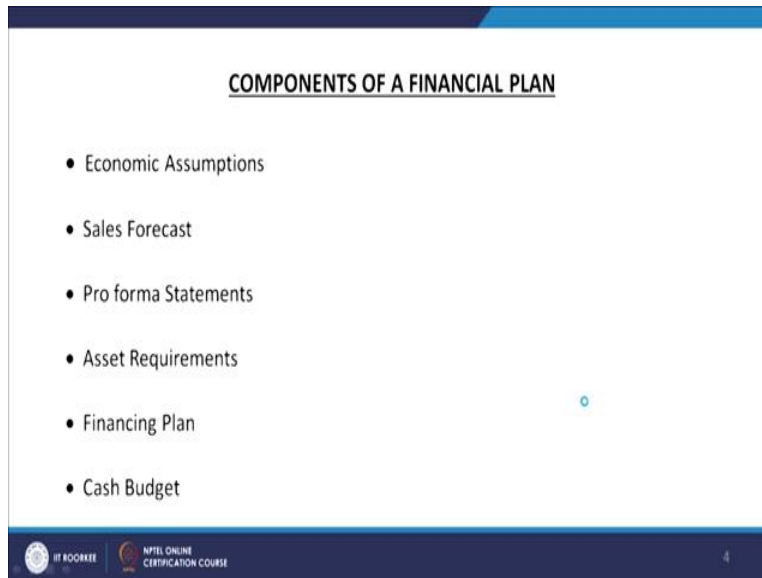 COMPONENTS OF A FINANCIAL PLAN
• Economic Assumptions
• Sales Forecast
• Pro forma Statements
• Asset Requirements
• Financing Plan
• Cash Budget
IIT ROORKEE
NPTEL ONLINE
CERTIFICATION COURSE
4